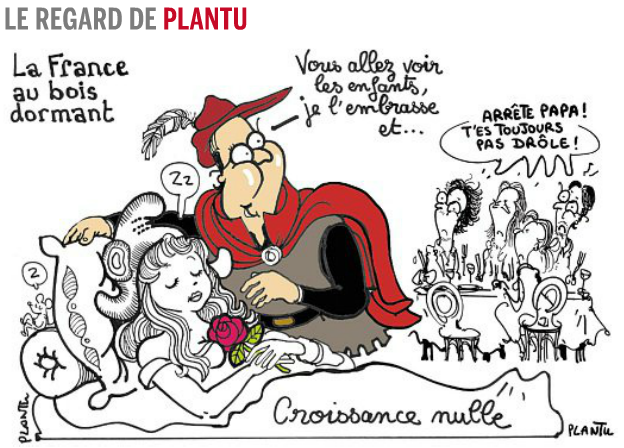 LE REGARD DE PLANTU
La France
au bois
dormant
Vous allez voir
les enfants,
je l'embrasse
et...
ARRÊTE PAPA!
T'ES TOUJOURS
PAS DRÔLE!
Zz
Z
Croissance nulle
PLANTU
PLANTU